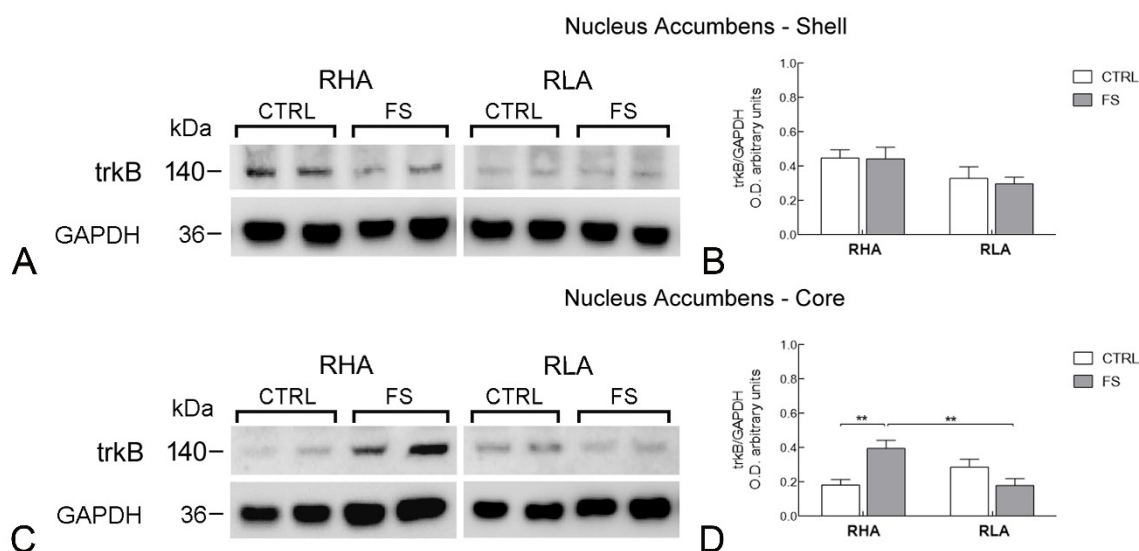 Nucleus Accumbens - Shell
RHA RLA
kDa CTRL FS CTRL FS
trkB 140
GAPDH 36
A
1.0
0.8
0.6
0.4
0.2
0.0
trkB/GAPDH
O.D. arbitrary units
RHA RLA
CTRL
FS
B
Nucleus Accumbens - Core
RHA RLA
kDa CTRL FS CTRL FS
trkB 140
GAPDH 36
C
1.0
0.8
0.6
0.4
0.2
0.0
trkB/GAPDH
O.D. arbitrary units
** **
RHA RLA
CTRL
FS
D